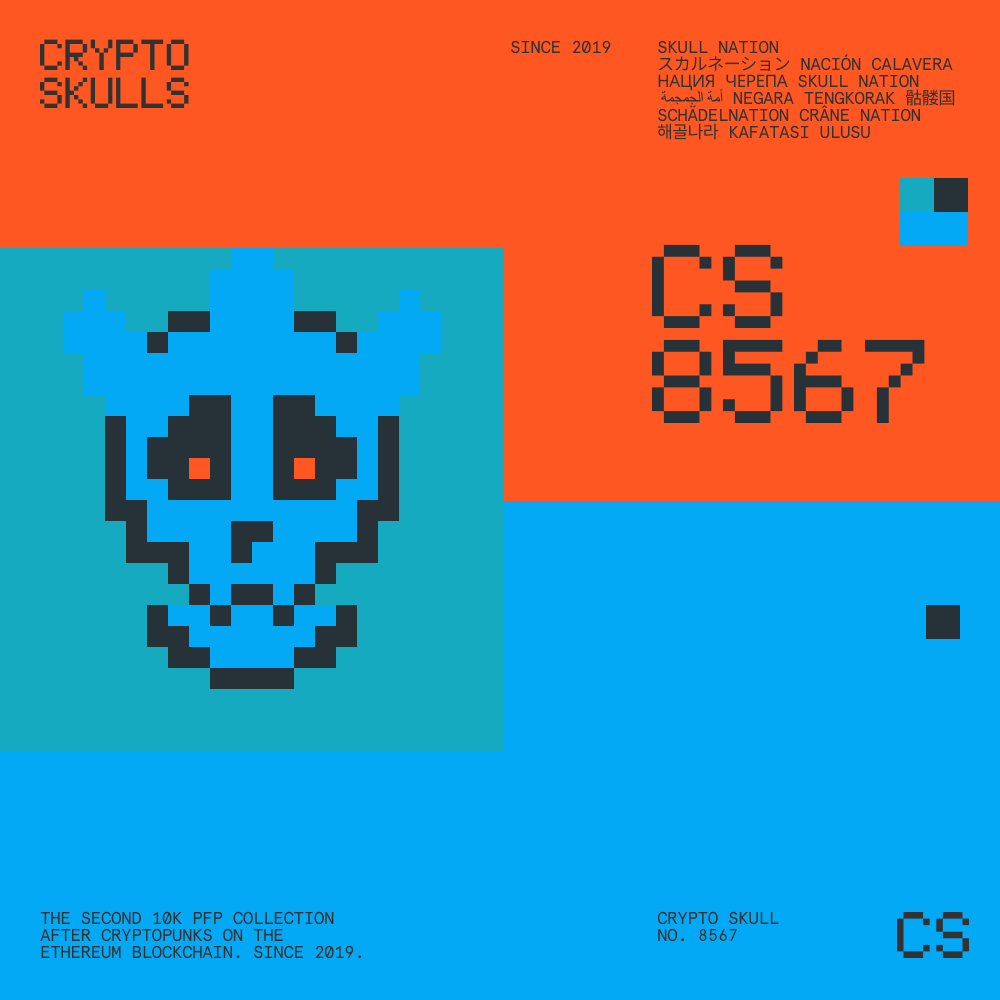 CRYPTO
SKULLS
SINCE 2019
SKULL NATION
スカルネーション NACIÓN CALAVERA
НАЦИЯ ЧЕРЕПА SKULL NATION
أمة الجمجمة NEGARA TENGKORAK 骷髅国
SCHÄDELNATION CRÂNE NATION
해골나라 KAFATASI ULUSU
CS
8567
THE SECOND 10K PFP COLLECTION
AFTER CRYPTOPUNKS ON THE
ETHEREUM BLOCKCHAIN. SINCE 2019.
CRYPTO SKULL
NO. 8567
CS